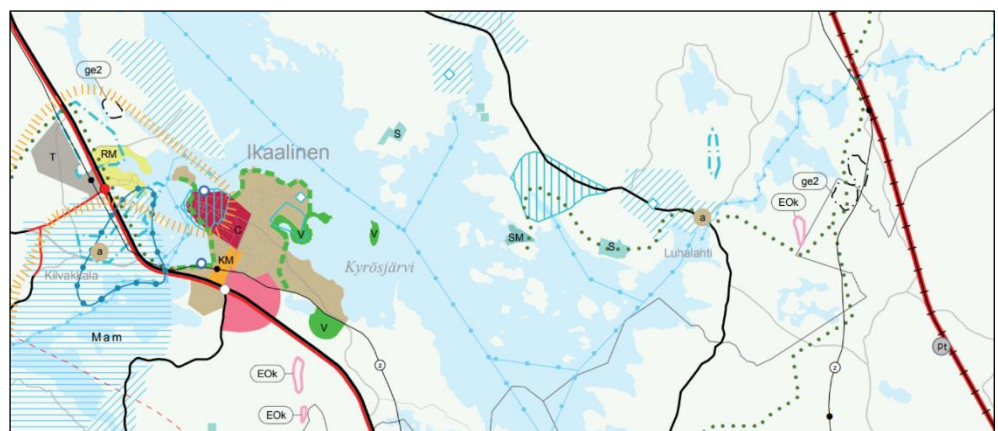 ge2
S
T
RM
Ikaalinen
ge2
EOk
a
C
V
V
SM
S
a
KM
Kyrösjärvi
Luhalahti
Kilvakkala
V
Mam
Pt
EOk
z
z
EOk